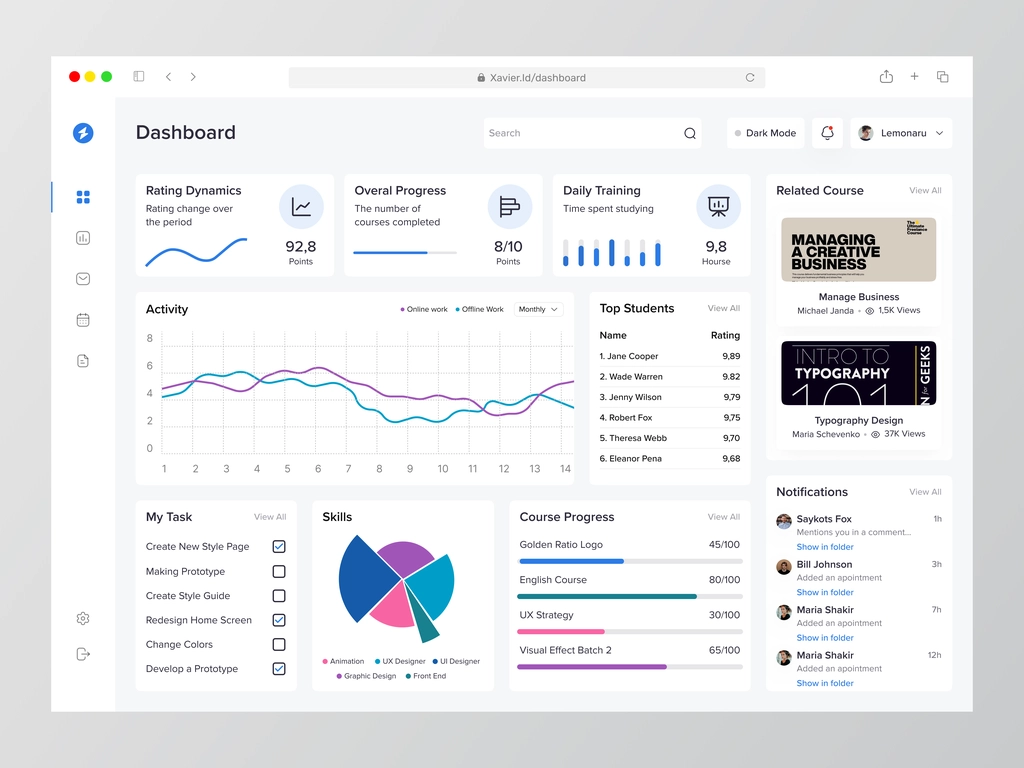 Xavier.Id/dashboard
Dashboard
Search
Dark Mode
Lemonaru
Rating Dynamics
Rating change over
the period
92,8
Points
Overal Progress
The number of
courses completed
8/10
Points
Daily Training
Time spent studying
9,8
Hourse
Related Course
View All
The
Ultimate
Freelance
Course
MANAGING
A CREATIVE
BUSINESS
Manage Business
Michael Janda
1,5K Views
INTRO TO
TYPOGRAPHY
101
for GEEKS
Typography Design
Maria Schevenko
37K Views
Activity
Online work
Offline Work
Monthly
8
6
4
2
0
1 2 3 4 5 6 7 8 9 10 11 12 13 14
Top Students
View All
Name Rating
1. Jane Cooper 9,89
2. Wade Warren 9.82
3. Jenny Wilson 9,79
4. Robert Fox 9,75
5. Theresa Webb 9,70
6. Eleanor Pena 9,68
My Task
View All
Create New Style Page
Making Prototype
Create Style Guide
Redesign Home Screen
Change Colors
Develop a Prototype
Skills
Animation UX Designer UI Designer
Graphic Design Front End
Course Progress
View All
Golden Ratio Logo 45/100
English Course 80/100
UX Strategy 30/100
Visual Effect Batch 2 65/100
Notifications
View All
Saykots Fox 1h
Mentions you in a comment...
Show in folder
Bill Johnson 3h
Added an apointment
Show in folder
Maria Shakir 7h
Added an apointment
Show in folder
Maria Shakir 12h
Added an apointment
Show in folder